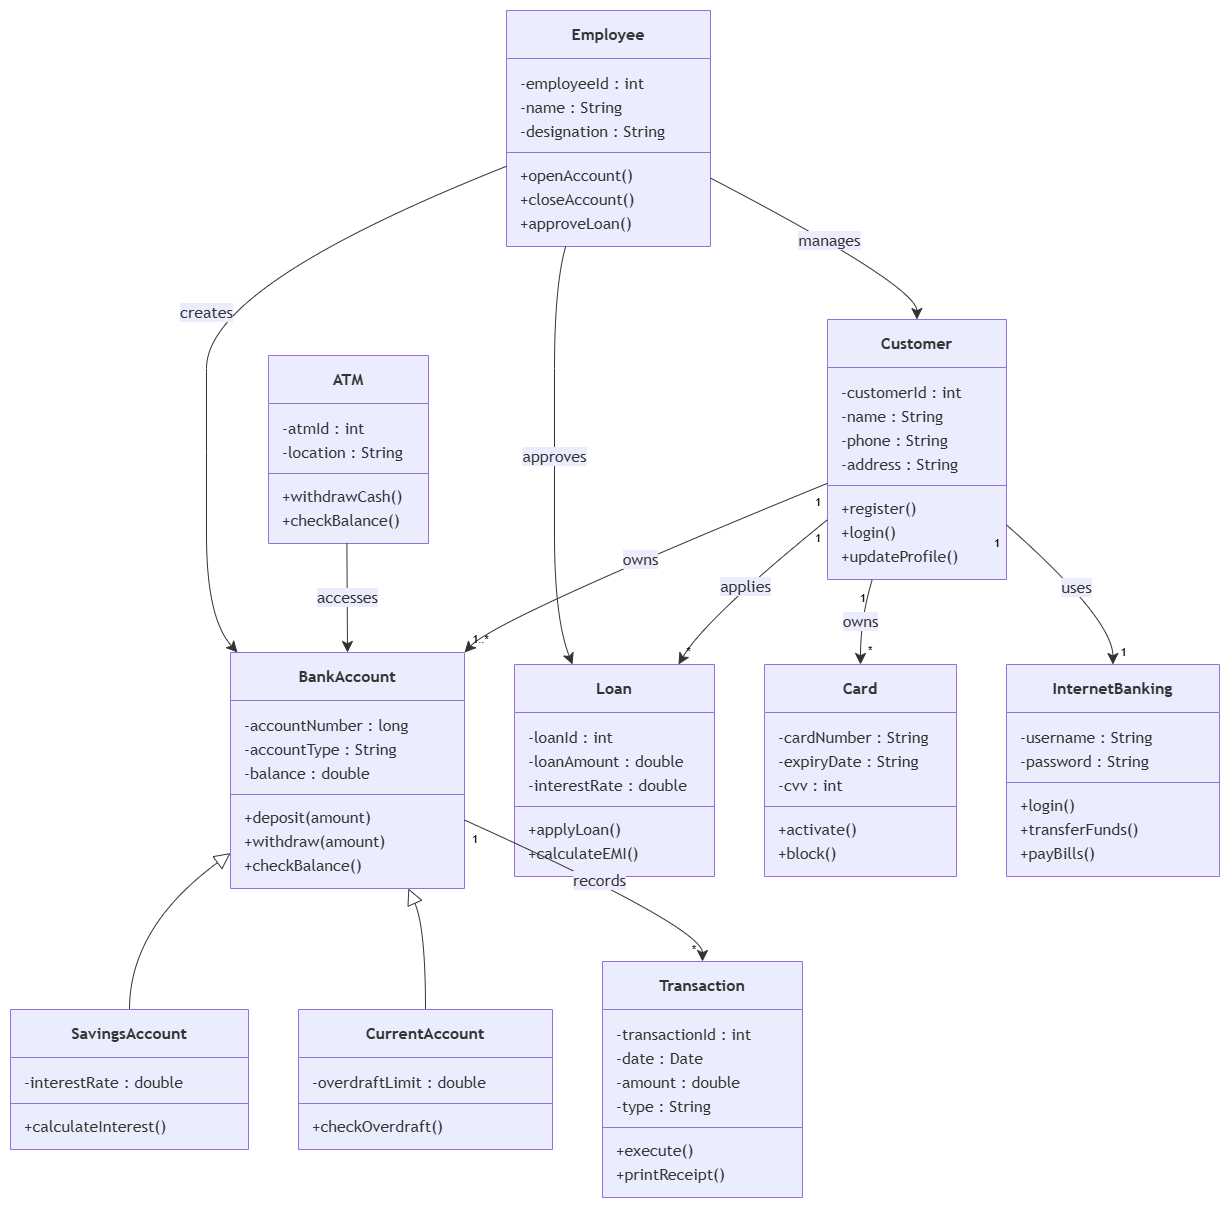 Employee
-employeeId : int
-name : String
-designation : String
+openAccount()
+closeAccount()
+approveLoan()
manages
creates
Customer
-customerId : int
-name : String
-phone : String
-address : String
+register()
+login()
+updateProfile()
ATM
-atmId : int
-location : String
+withdrawCash()
+checkBalance()
approves
1
1
1
owns
applies
uses
accesses
1
owns
1..*
*
*
1
BankAccount
-accountNumber : long
-accountType : String
-balance : double
+deposit(amount)
+withdraw(amount)
+checkBalance()
Loan
-loanId : int
-loanAmount : double
-interestRate : double
+applyLoan()
+calculateEMI()
Card
-cardNumber : String
-expiryDate : String
-cvv : int
+activate()
+block()
InternetBanking
-username : String
-password : String
+login()
+transferFunds()
+payBills()
1
records
*
SavingsAccount
-interestRate : double
+calculateInterest()
CurrentAccount
-overdraftLimit : double
+checkOverdraft()
Transaction
-transactionId : int
-date : Date
-amount : double
-type : String
+execute()
+printReceipt()